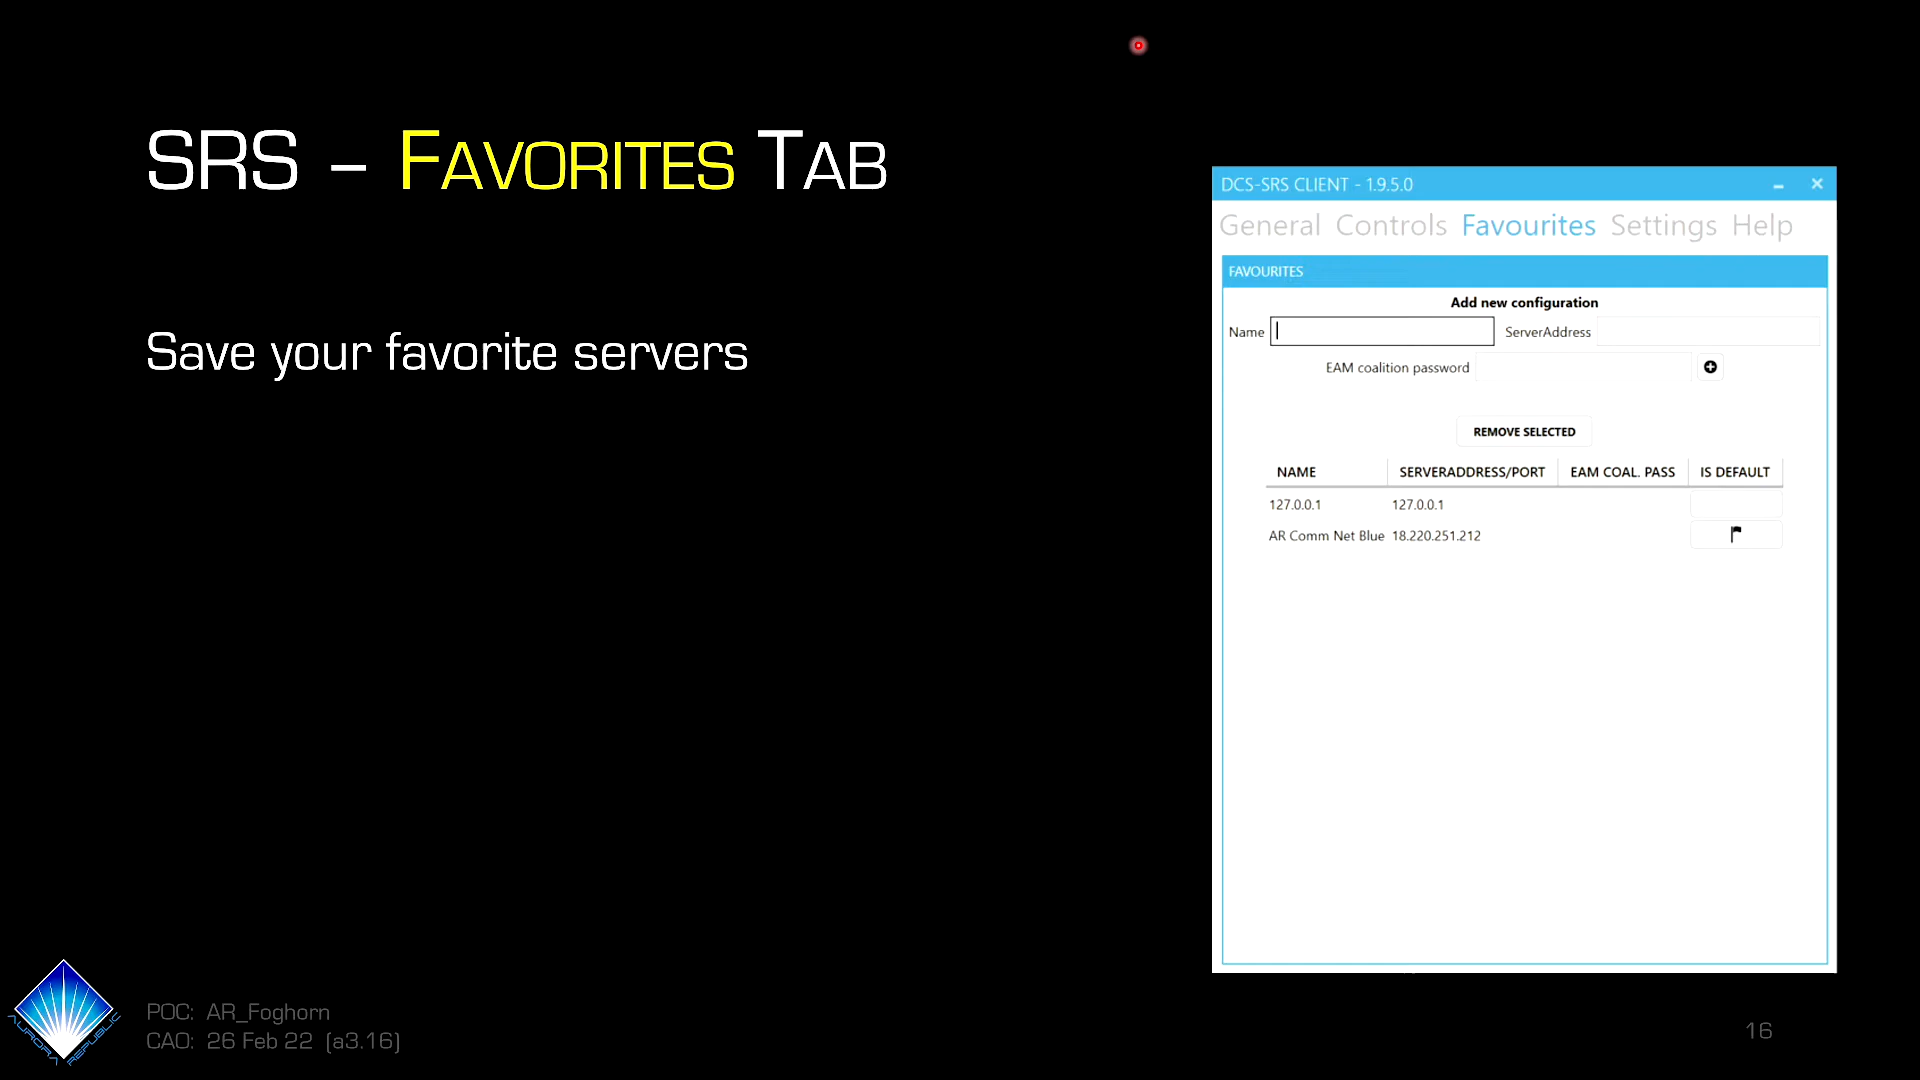 SRS – FAVORITES TAB
Save your favorite servers
DCS-SRS CLIENT - 1.9.5.0
General Controls Favourites Settings Help
FAVOURITES
Add new configuration
Name ServerAddress
EAM coalition password
REMOVE SELECTED
NAME SERVERADDRESS/PORT EAM COAL. PASS IS DEFAULT
127.0.0.1 127.0.0.1
AR Comm Net Blue 18.220.251.212
AURORA REPUBLIC
POC: AR_Foghorn
CAO: 26 Feb 22 (a3.16)
16